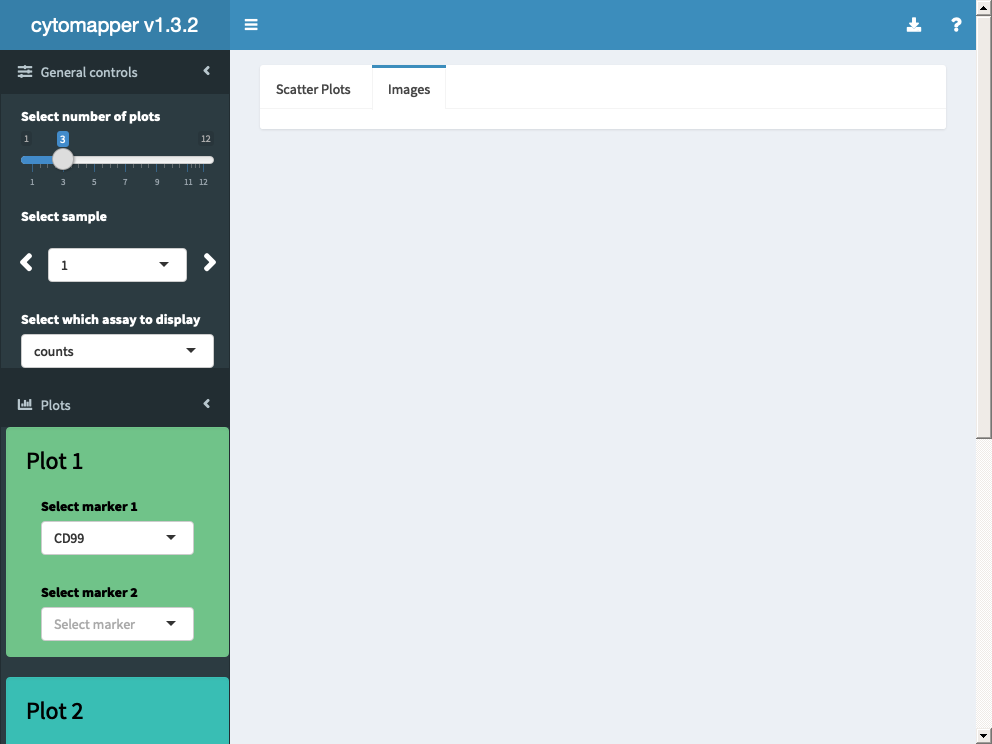 cytomapper v1.3.2
?
General controls
Scatter Plots
Images
Select number of plots
1 3 12
1 3 5 7 9 11 12
Select sample
1
Select which assay to display
counts
Plots
Plot 1
Select marker 1
CD99
Select marker 2
Select marker
Plot 2